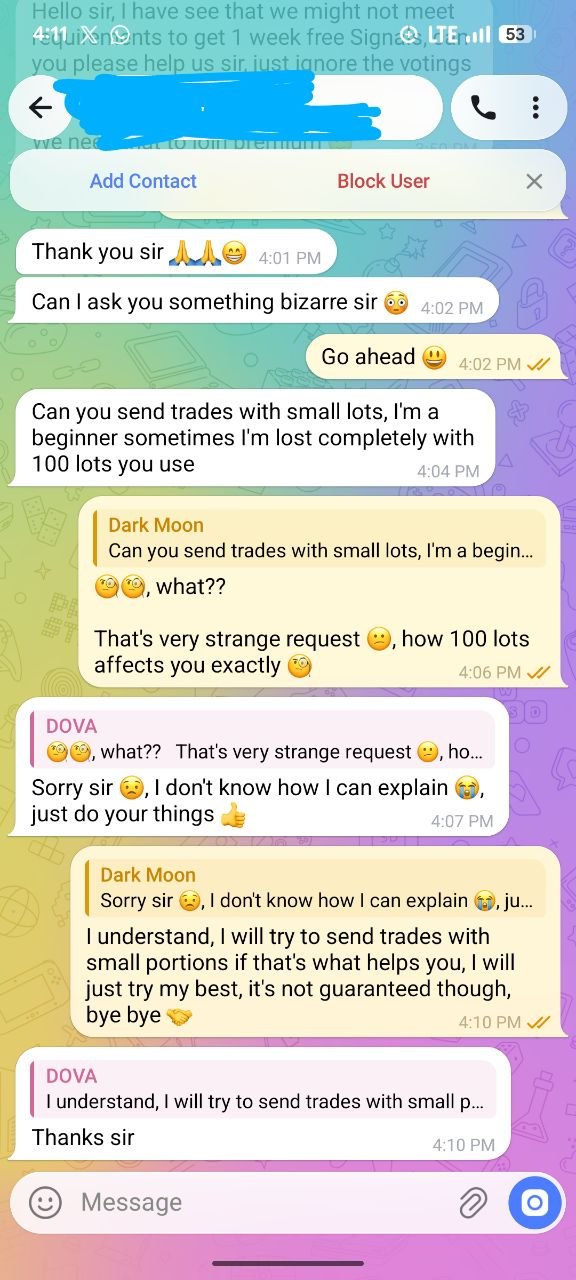 Hello sir, I have see that we might not meet
4:11 LTE 53
requirements to get 1 week free Signals, can
you please help us sir, just ignore the votings
We need that to join premium 3:59 PM
Add Contact Block User
Thank you sir 🙏🙏😁 4:01 PM
Can I ask you something bizarre sir 😳 4:02 PM
Go ahead 😃 4:02 PM
Can you send trades with small lots, I'm a
beginner sometimes I'm lost completely with
100 lots you use 4:04 PM
Dark Moon
Can you send trades with small lots, I'm a begin...
🧐🧐, what??
That's very strange request 😕, how 100 lots
affects you exactly 🧐 4:06 PM
DOVA
🧐🧐, what?? That's very strange request 😕, ho...
Sorry sir 😟, I don't know how I can explain 😭,
just do your things 👍 4:07 PM
Dark Moon
Sorry sir 😟, I don't know how I can explain 😭, ju...
I understand, I will try to send trades with
small portions if that's what helps you, I will
just try my best, it's not guaranteed though,
bye bye 🤝 4:10 PM
DOVA
I understand, I will try to send trades with small p...
Thanks sir 4:10 PM
Message